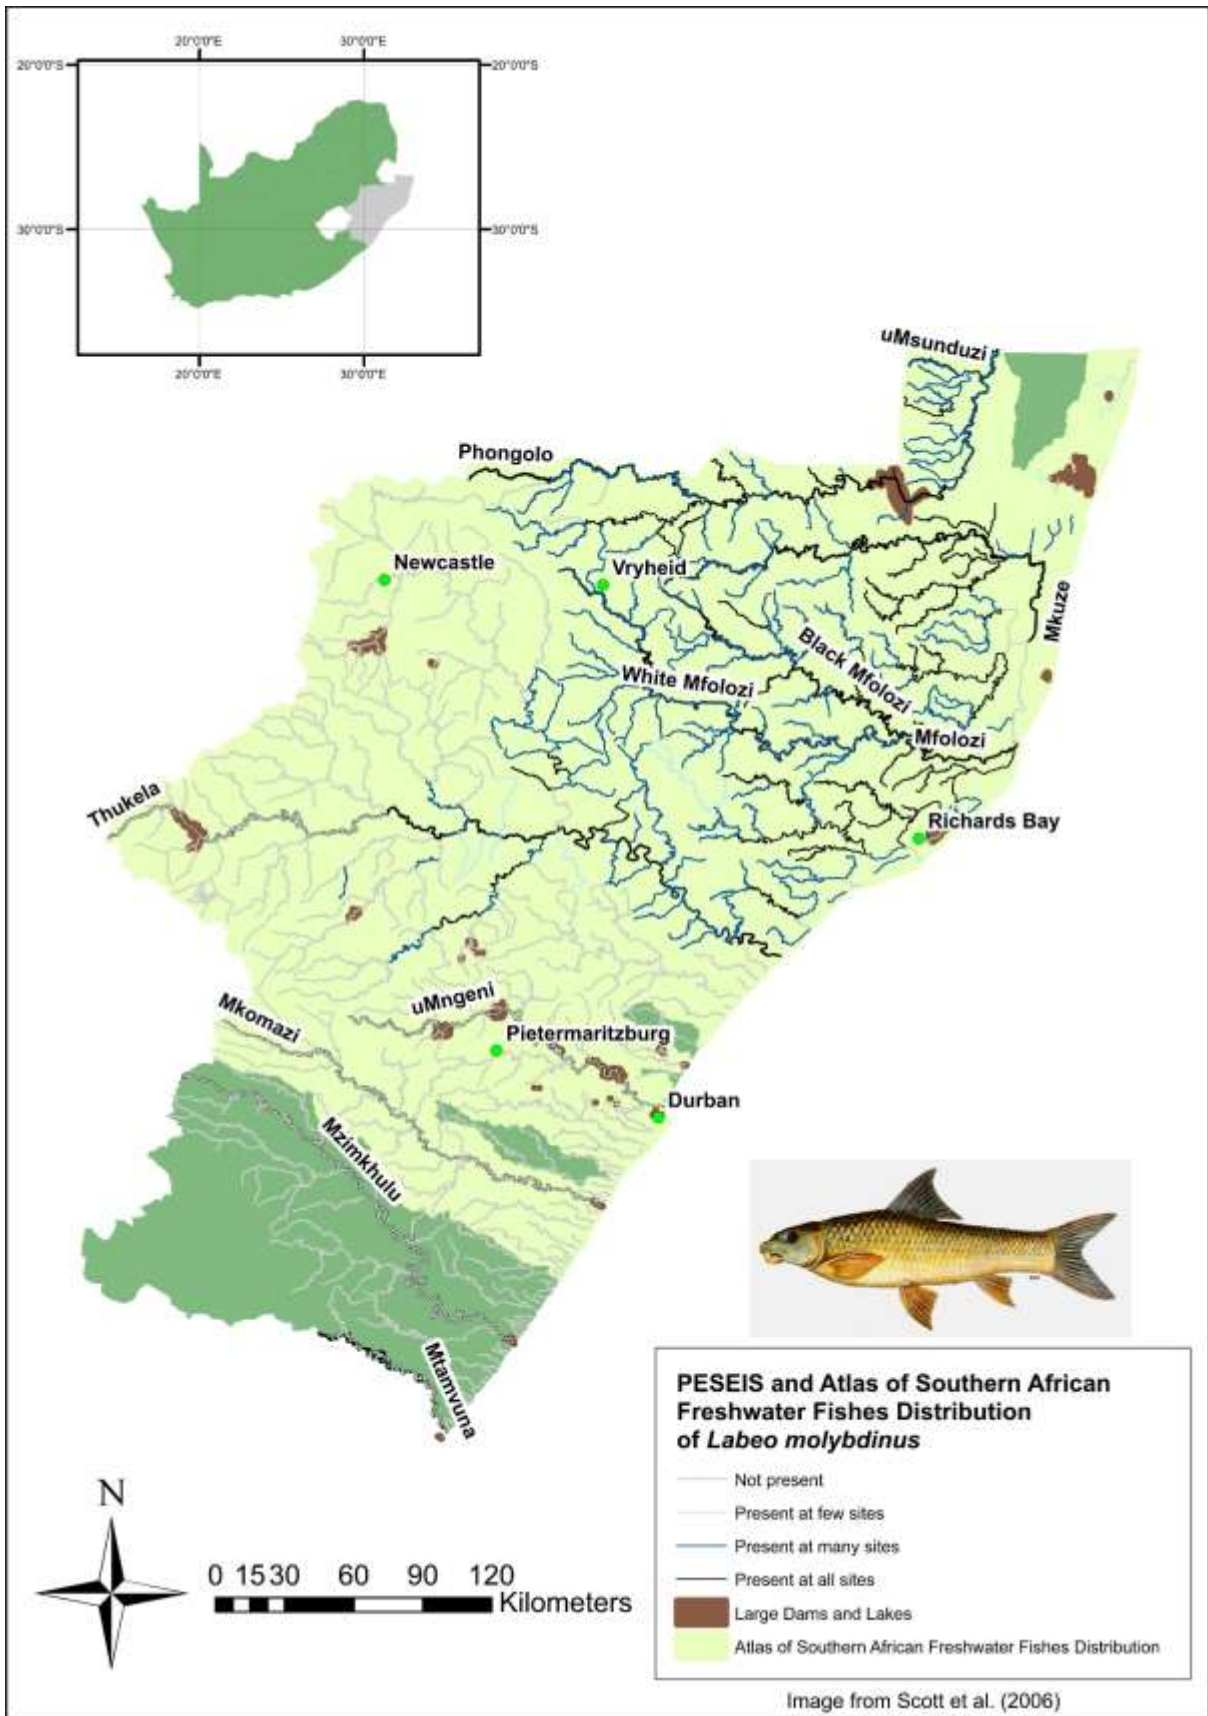 20°0'0"E 30°0'0"E
20°0'0"S 20°0'0"S
30°0'0"S 30°0'0"S
20°0'0"E 30°0'0"E
uMsunduzi
Phongolo
Newcastle
Vryheid
Mkuze
Black Mfolozi
White Mfolozi
Mfolozi
Thukela
Richards Bay
uMngeni
Mkomazi
Pietermaritzburg
Durban
Mzimkhulu
Mtamvuna
PESEIS and Atlas of Southern African
Freshwater Fishes Distribution
of Labeo molybdinus
Not present
Present at few sites
Present at many sites
Present at all sites
Large Dams and Lakes
Atlas of Southern African Freshwater Fishes Distribution
N
0 15 30 60 90 120
Kilometers
Image from Scott et al. (2006)